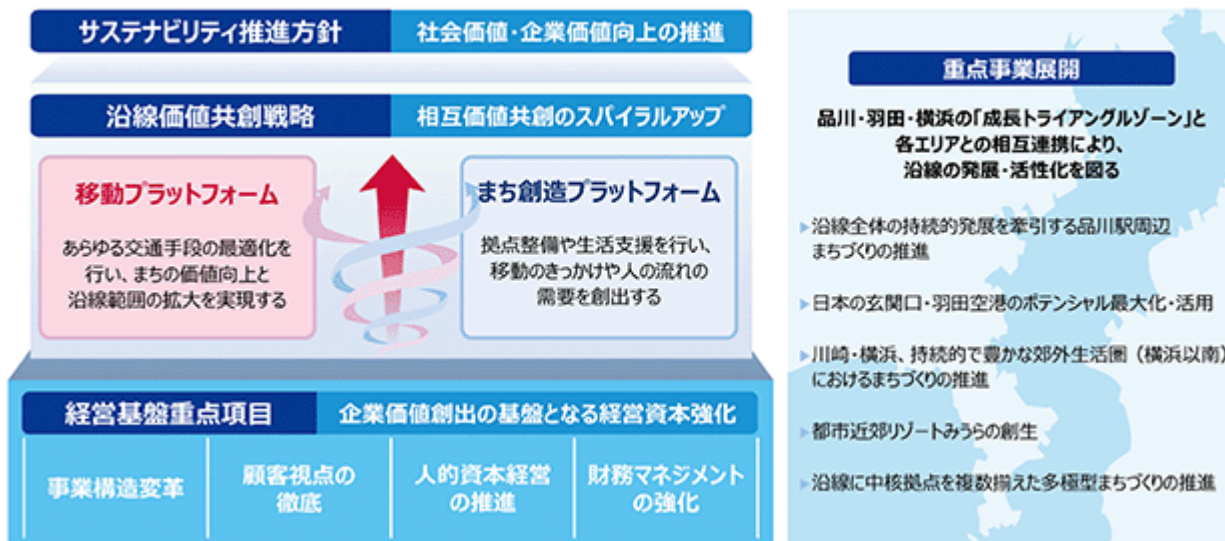 サステナビリティ推進方針
社会価値・企業価値向上の推進
沿線価値共創戦略
相互価値共創のスパイラルアップ
移動プラットフォーム
あらゆる交通手段の最適化を
行い、まちの価値向上と
沿線範囲の拡大を実現する
まち創造プラットフォーム
拠点整備や生活支援を行い、
移動のきっかけや人の流れの
需要を創出する
経営基盤重点項目
企業価値創出の基盤となる経営資本強化
事業構造変革
顧客視点の
徹底
人的資本経営
の推進
財務マネジメント
の強化
重点事業展開
品川・羽田・横浜の「成長トライアングルゾーン」と
各エリアとの相互連携により、
沿線の発展・活性化を図る
沿線全体の持続的発展を牽引する品川駅周辺
まちづくりの推進
日本の玄関口・羽田空港のポテンシャル最大化・活用
川崎・横浜、持続的で豊かな郊外生活圏（横浜以南）
におけるまちづくりの推進
都市近郊リゾートみうらの創生
沿線に中核拠点を複数揃えた多極型まちづくりの推進